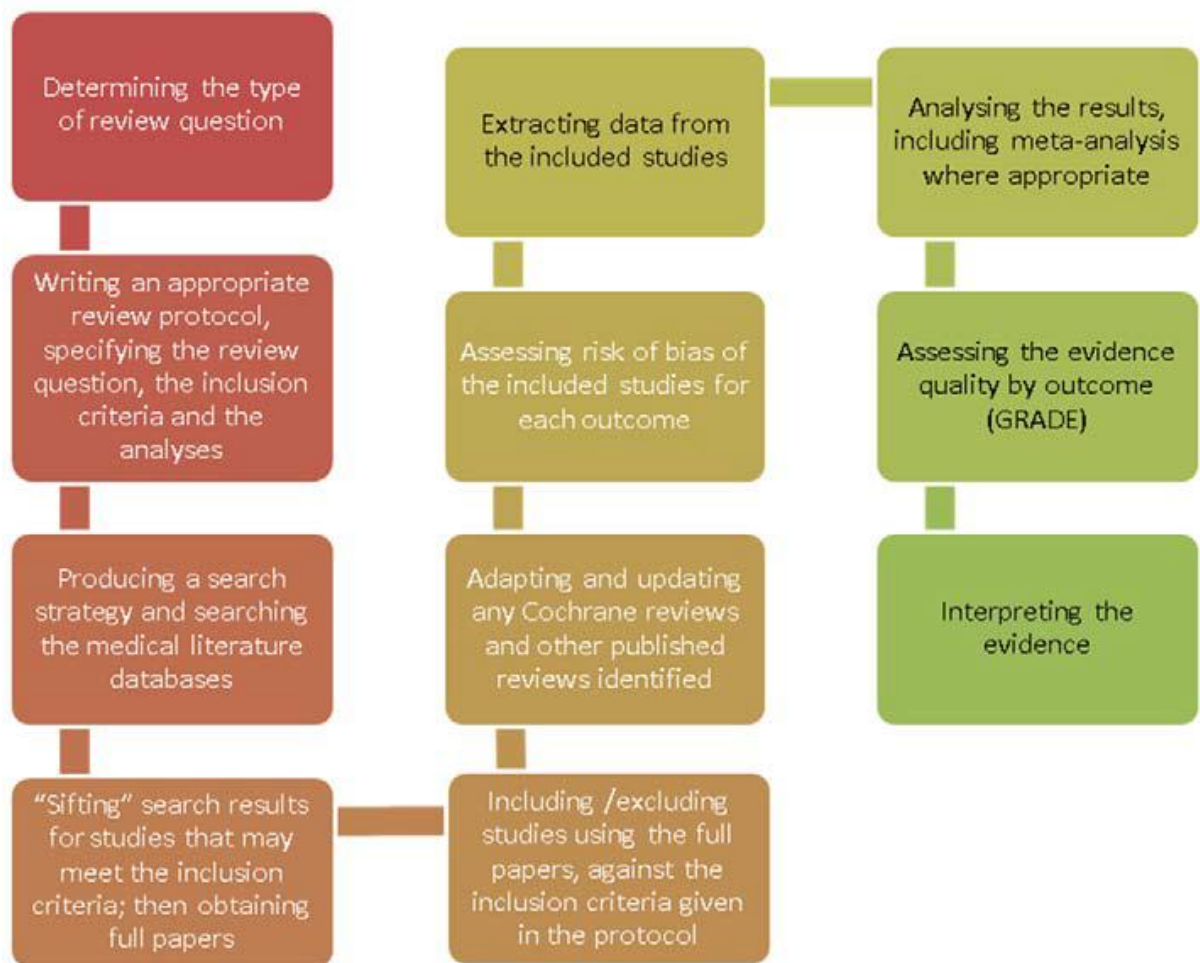 Determining the type
of review question
Writing an appropriate
review protocol,
specifying the review
question, the inclusion
criteria and the
analyses
Producing a search
strategy and searching
the medical literature
databases
“Sifting” search results
for studies that may
meet the inclusion
criteria; then obtaining
full papers
Including /excluding
studies using the full
papers, against the
inclusion criteria given
in the protocol
Adapting and updating
any Cochrane reviews
and other published
reviews identified
Assessing risk of bias of
the included studies for
each outcome
Extracting data from
the included studies
Analysing the results,
including meta-analysis
where appropriate
Assessing the evidence
quality by outcome
(GRADE)
Interpreting the
evidence